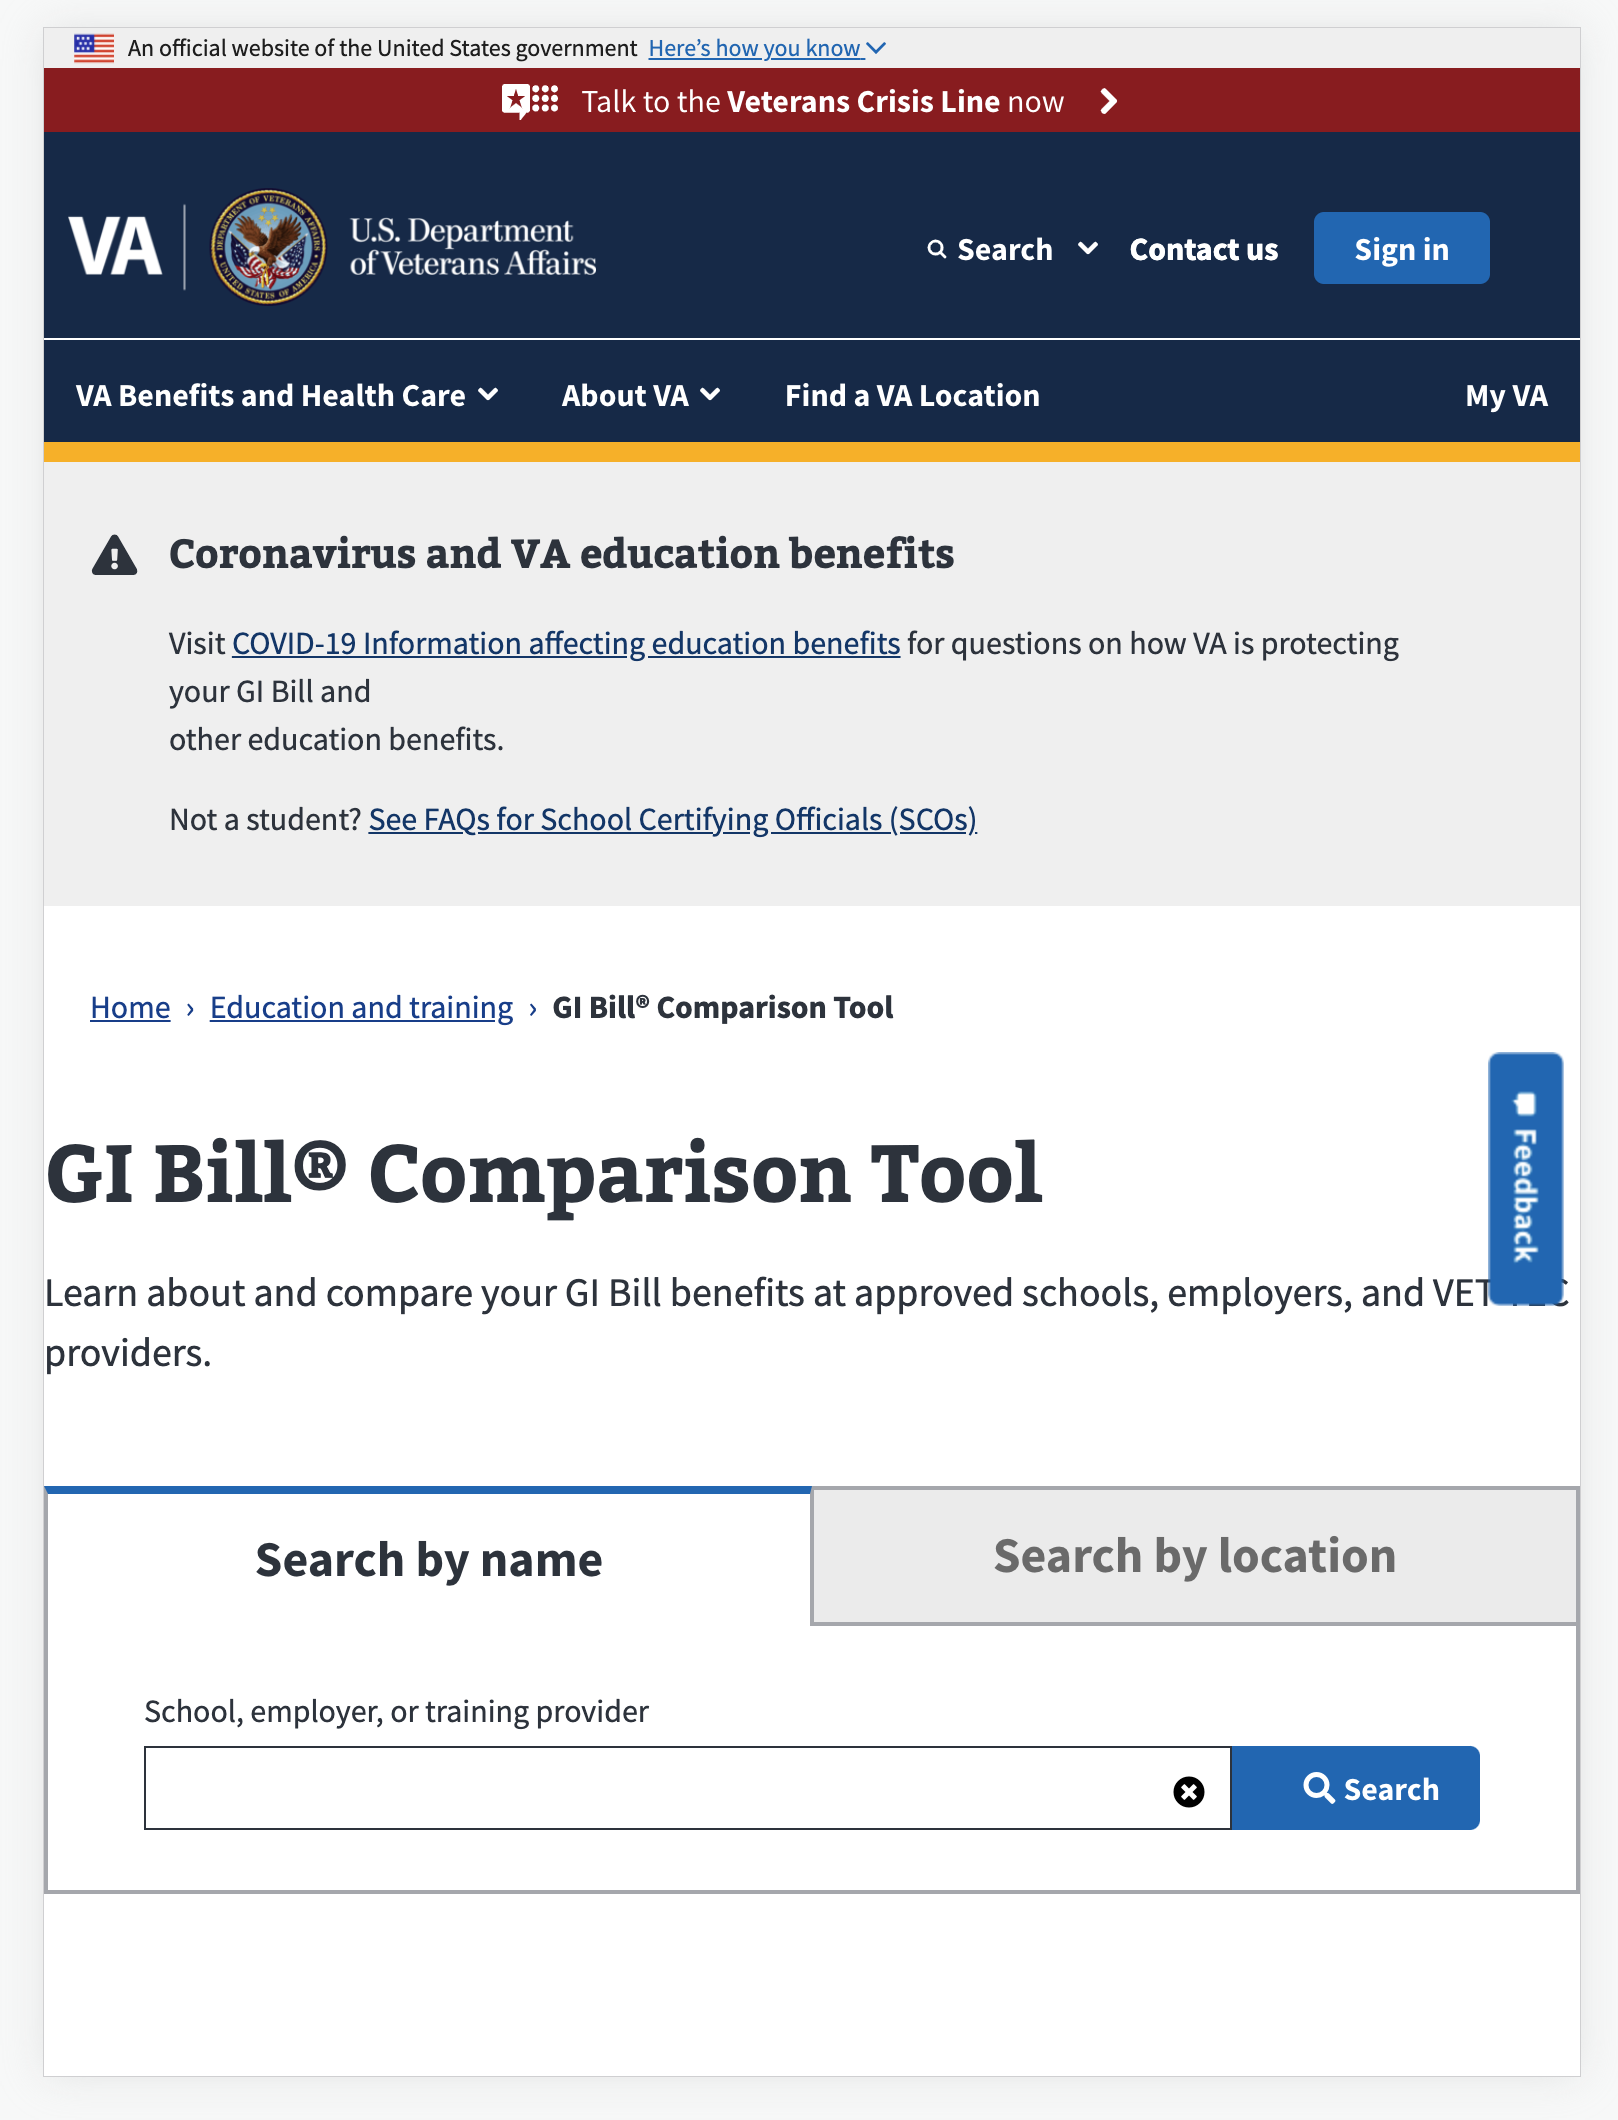 An official website of the United States government Here's how you know
Talk to the Veterans Crisis Line now
VA
U.S. Department
of Veterans Affairs
Search Contact us Sign in
VA Benefits and Health Care About VA Find a VA Location My VA
Coronavirus and VA education benefits
Visit COVID-19 Information affecting education benefits for questions on how VA is protecting
your GI Bill and
other education benefits.
Not a student? See FAQs for School Certifying Officials (SCOs)
Home › Education and training › GI Bill® Comparison Tool
Feedback
GI Bill® Comparison Tool
Learn about and compare your GI Bill benefits at approved schools, employers, and VET
providers.
Search by name
Search by location
School, employer, or training provider
Search